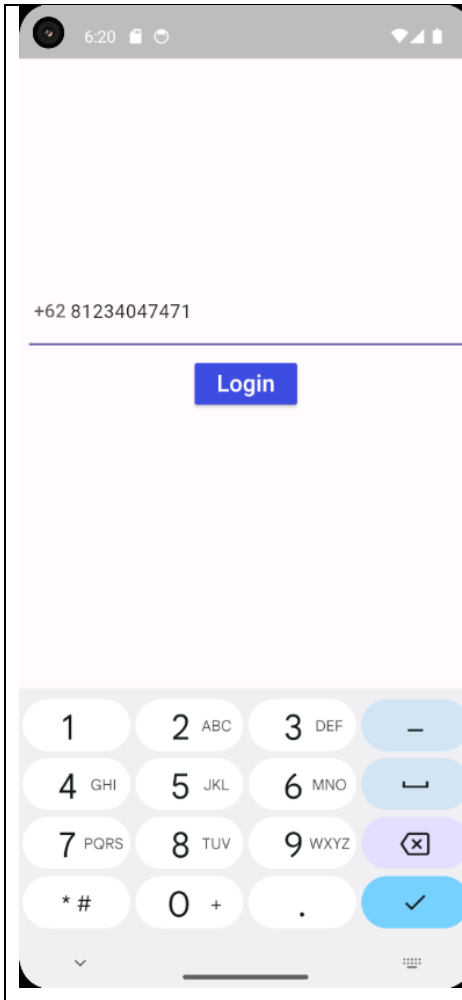 6:20
+62 81234047471
Login
1 2 ABC 3 DEF –
4 GHI 5 JKL 6 MNO
7 PQRS 8 TUV 9 WXYZ
* # 0 + .